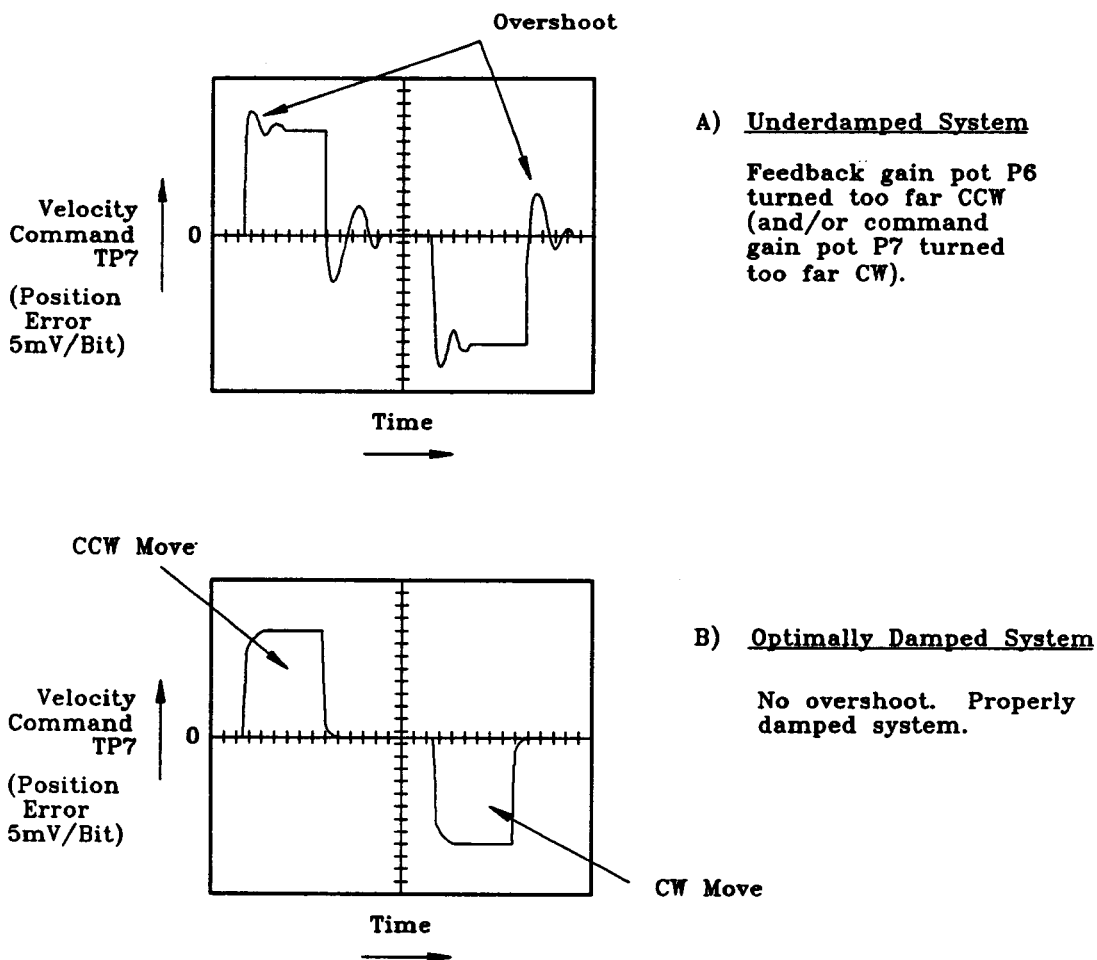 Overshoot
A) Underdamped System
Feedback gain pot P6
turned too far CCW
(and/or command
gain pot P7 turned
too far CW).
Velocity
Command
TP7
0
(Position
Error
5mV/Bit)
Time
CCW Move
B) Optimally Damped System
No overshoot. Properly
damped system.
Velocity
Command
TP7
0
(Position
Error
5mV/Bit)
CW Move
Time